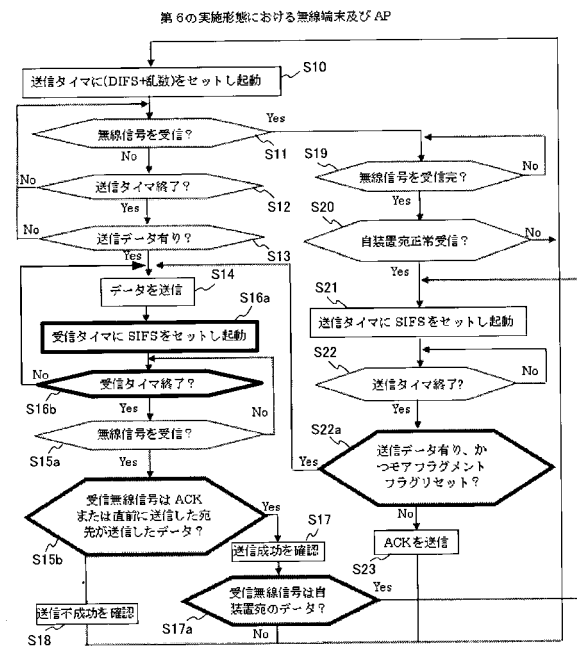 第6の実施形態における無線端末及びAP
送信タイマに(DIFS+乱数)をセットし起動
S10
無線信号を受信?
Yes
S11
No
送信タイマ終了?
No
S12
Yes
送信データ有り?
No
S13
Yes
データを送信
S14
S16a
受信タイマにSIFSをセットし起動
受信タイマ終了?
No
S16b
Yes
無線信号を受信?
No
S15a
Yes
受信無線信号はACK
または直前に送信した宛
先が送信したデータ?
Yes
S15b
S17
送信成功を確認
受信無線信号は自
装置宛のデータ?
Yes
S17a
No
送信不成功を確認
S18
S19
無線信号を受信完?
No
Yes
S20
自装置宛正常受信?
No
Yes
S21
送信タイマにSIFSをセットし起動
S22
送信タイマ終了?
No
Yes
S22a
送信データ有り、か
つモアフラグメント
フラグリセット?
Yes
No
ACKを送信
S23